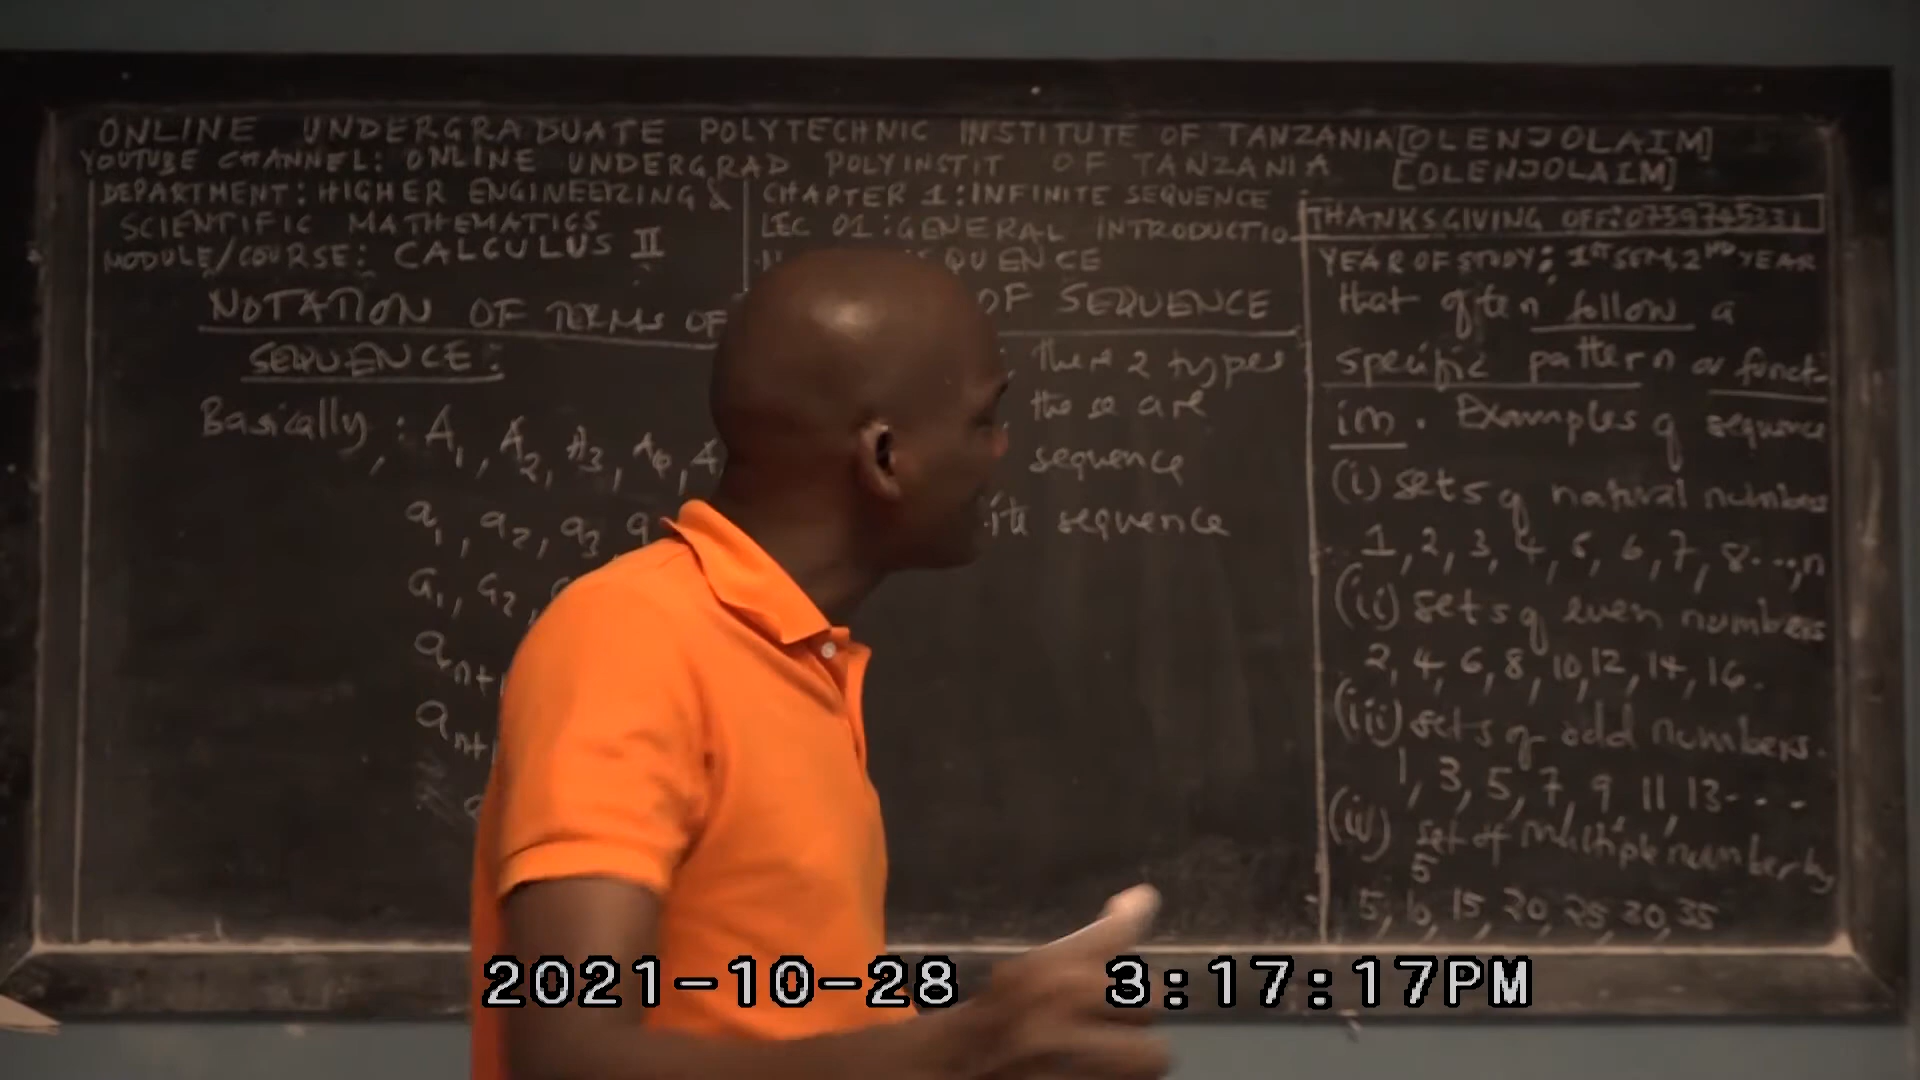 ONLINE UNDERGRADUATE POLYTECHNIC INSTITUTE OF TANZANIA[OLENJOLAIM]
YOUTUBE CHANNEL: ONLINE UNDERGRAD POLYINSTIT OF TANZANIA [OLENJOLAIM]
DEPARTMENT: HIGHER ENGINEERING &
SCIENTIFIC MATHEMATICS
MODULE/COURSE: CALCULUS II
CHAPTER 1: INFINITE SEQUENCE
LEC 01: GENERAL INTRODUCTIO
QUENCE
NOTATION OF TERMS OF
SEQUENCE:
Basically: A1, A2, A3,
a1, a2, a3,
G1, G2,
an+
an+
OF SEQUENCE
2 types
are
sequence
ite sequence
THANKSGIVING OFF: 0759745331
YEAR OF STUDY: 1ST SEM, 2ND YEAR
that often follow a
specific pattern or funct-
ion. Examples of sequence
(i) sets of natural numbers
1, 2, 3, 4, 5, 6, 7, 8...,n
(ii) sets of even numbers
2, 4, 6, 8, 10, 12, 14, 16.
(iii) sets of odd numbers.
1, 3, 5, 7, 9, 11, 13---
(iv) set of multiple number by
5
5, 10, 15, 20, 25, 30, 35
2021-10-28 3:17:17PM